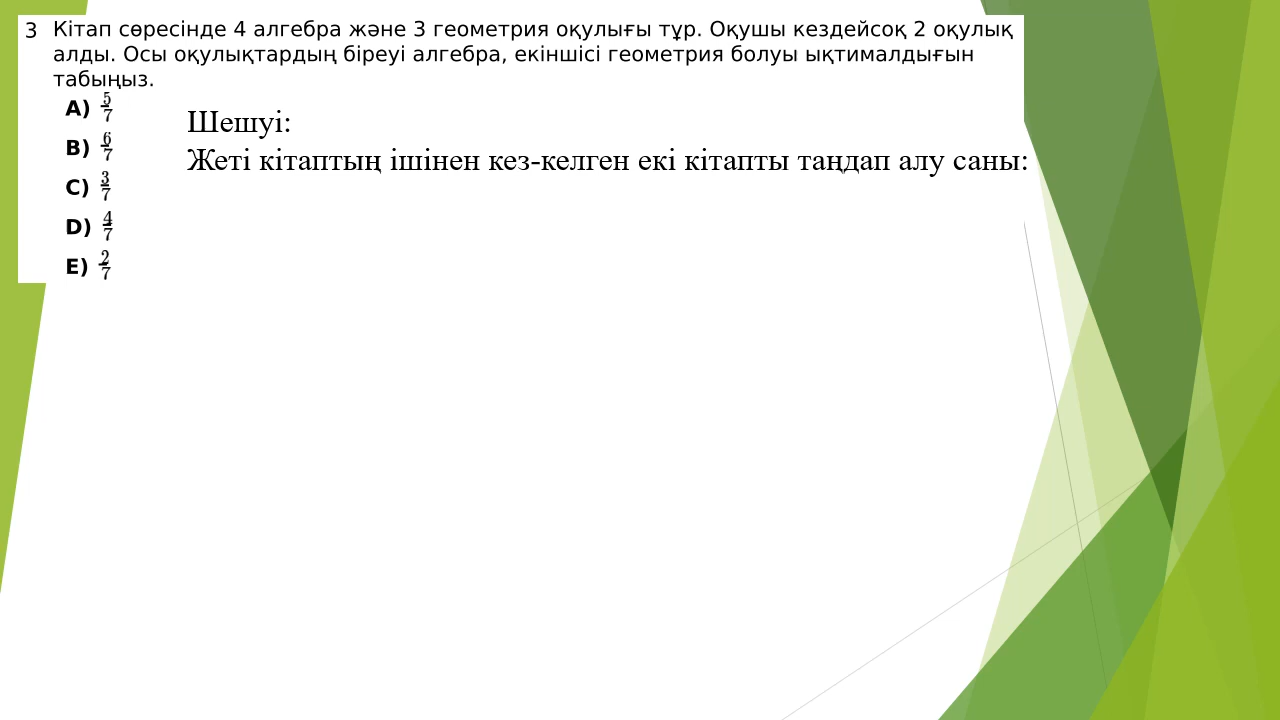 3 Кітап сөресінде 4 алгебра және 3 геометрия оқулығы тұр. Оқушы кездейсоқ 2 оқулық
алды. Осы оқулықтардың біреуі алгебра, екіншісі геометрия болуы ықтималдығын
табыңыз.
A) 5/7
B) 6/7
C) 3/7
D) 4/7
E) 2/7
Шешуі:
Жеті кітаптың ішінен кез-келген екі кітапты таңдап алу саны: